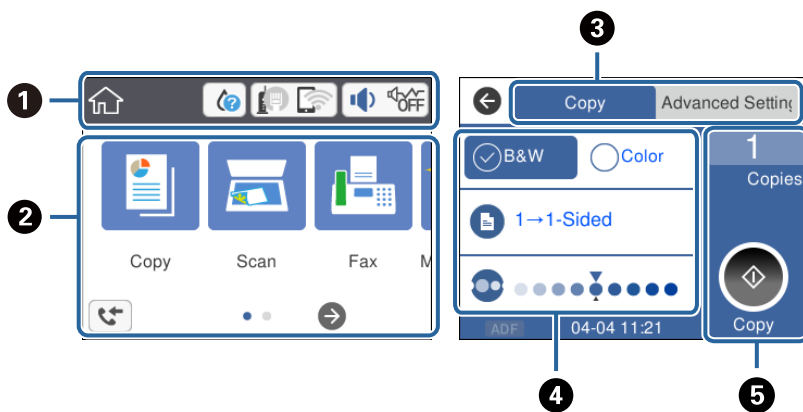 3
1
OFF
Copy
Advanced Setting
B&W
Color
1
Copies
2
1→1-Sided
Copy
Scan
Fax
M
ADF
04-04 11:21
Copy
4
5